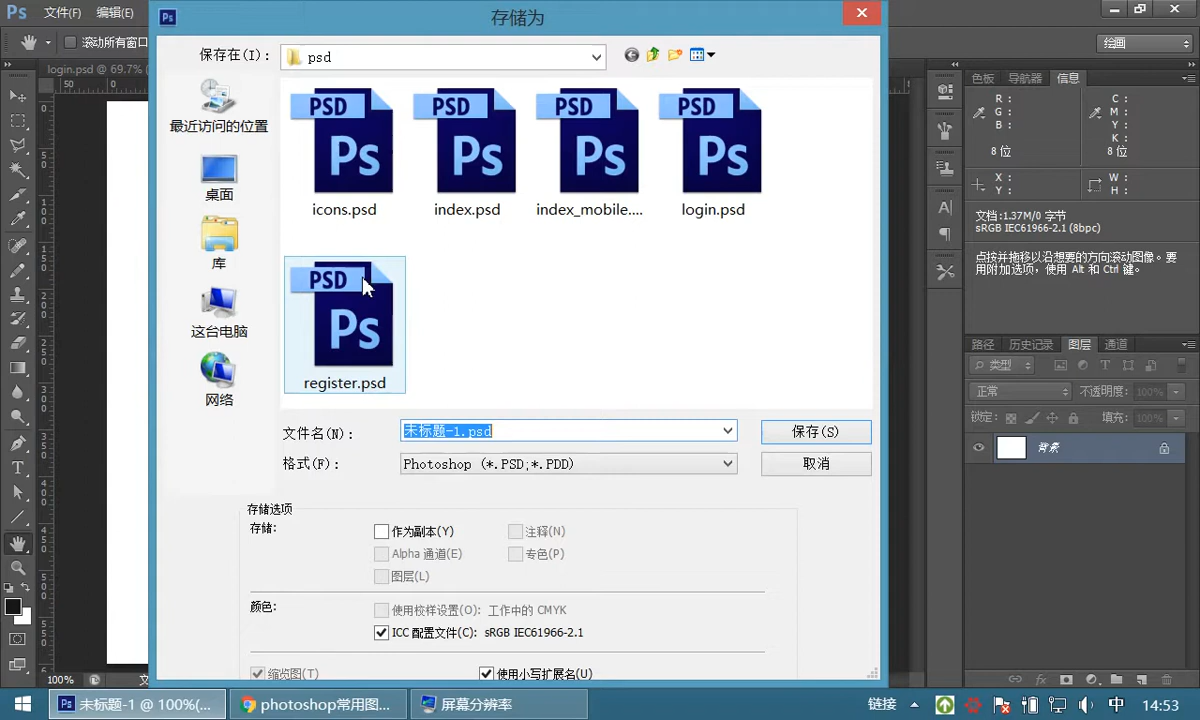 Ps 文件(F) 编辑(E)
Ps 存储为
滚动所有窗口
绘画
login.psd @ 69.7%
保存在(I): psd
最近访问的位置
桌面
库
这台电脑
网络
PSD PSD PSD PSD
Ps Ps Ps Ps
icons.psd index.psd index_mobile.... login.psd
PSD
Ps
register.psd
文件名(N): 未标题-1.psd 保存(S)
格式(F): Photoshop (*.PSD;*.PDD) 取消
存储选项
存储:
作为副本(Y) 注释(N)
Alpha 通道(E) 专色(P)
图层(L)
颜色:
使用校样设置(O): 工作中的 CMYK
ICC 配置文件(C): sRGB IEC61966-2.1
缩览图(T) 使用小写扩展名(U)
色板 导航器 信息
R: C:
G: M:
B: Y:
K:
8 位 8 位
X: W:
Y: H:
文档:1.37M/0 字节
sRGB IEC61966-2.1 (8bpc)
点按并拖移以沿想要的方向滚动图像。要
用附加选项，使用 Alt 和 Ctrl 键。
路径 历史记录 图层 通道
类型
正常 不透明度: 100%
锁定: 填充: 100%
背景
100% 文
未标题-1 @ 100%(... photoshop常用图... 屏幕分辨率
链接 中 14:53